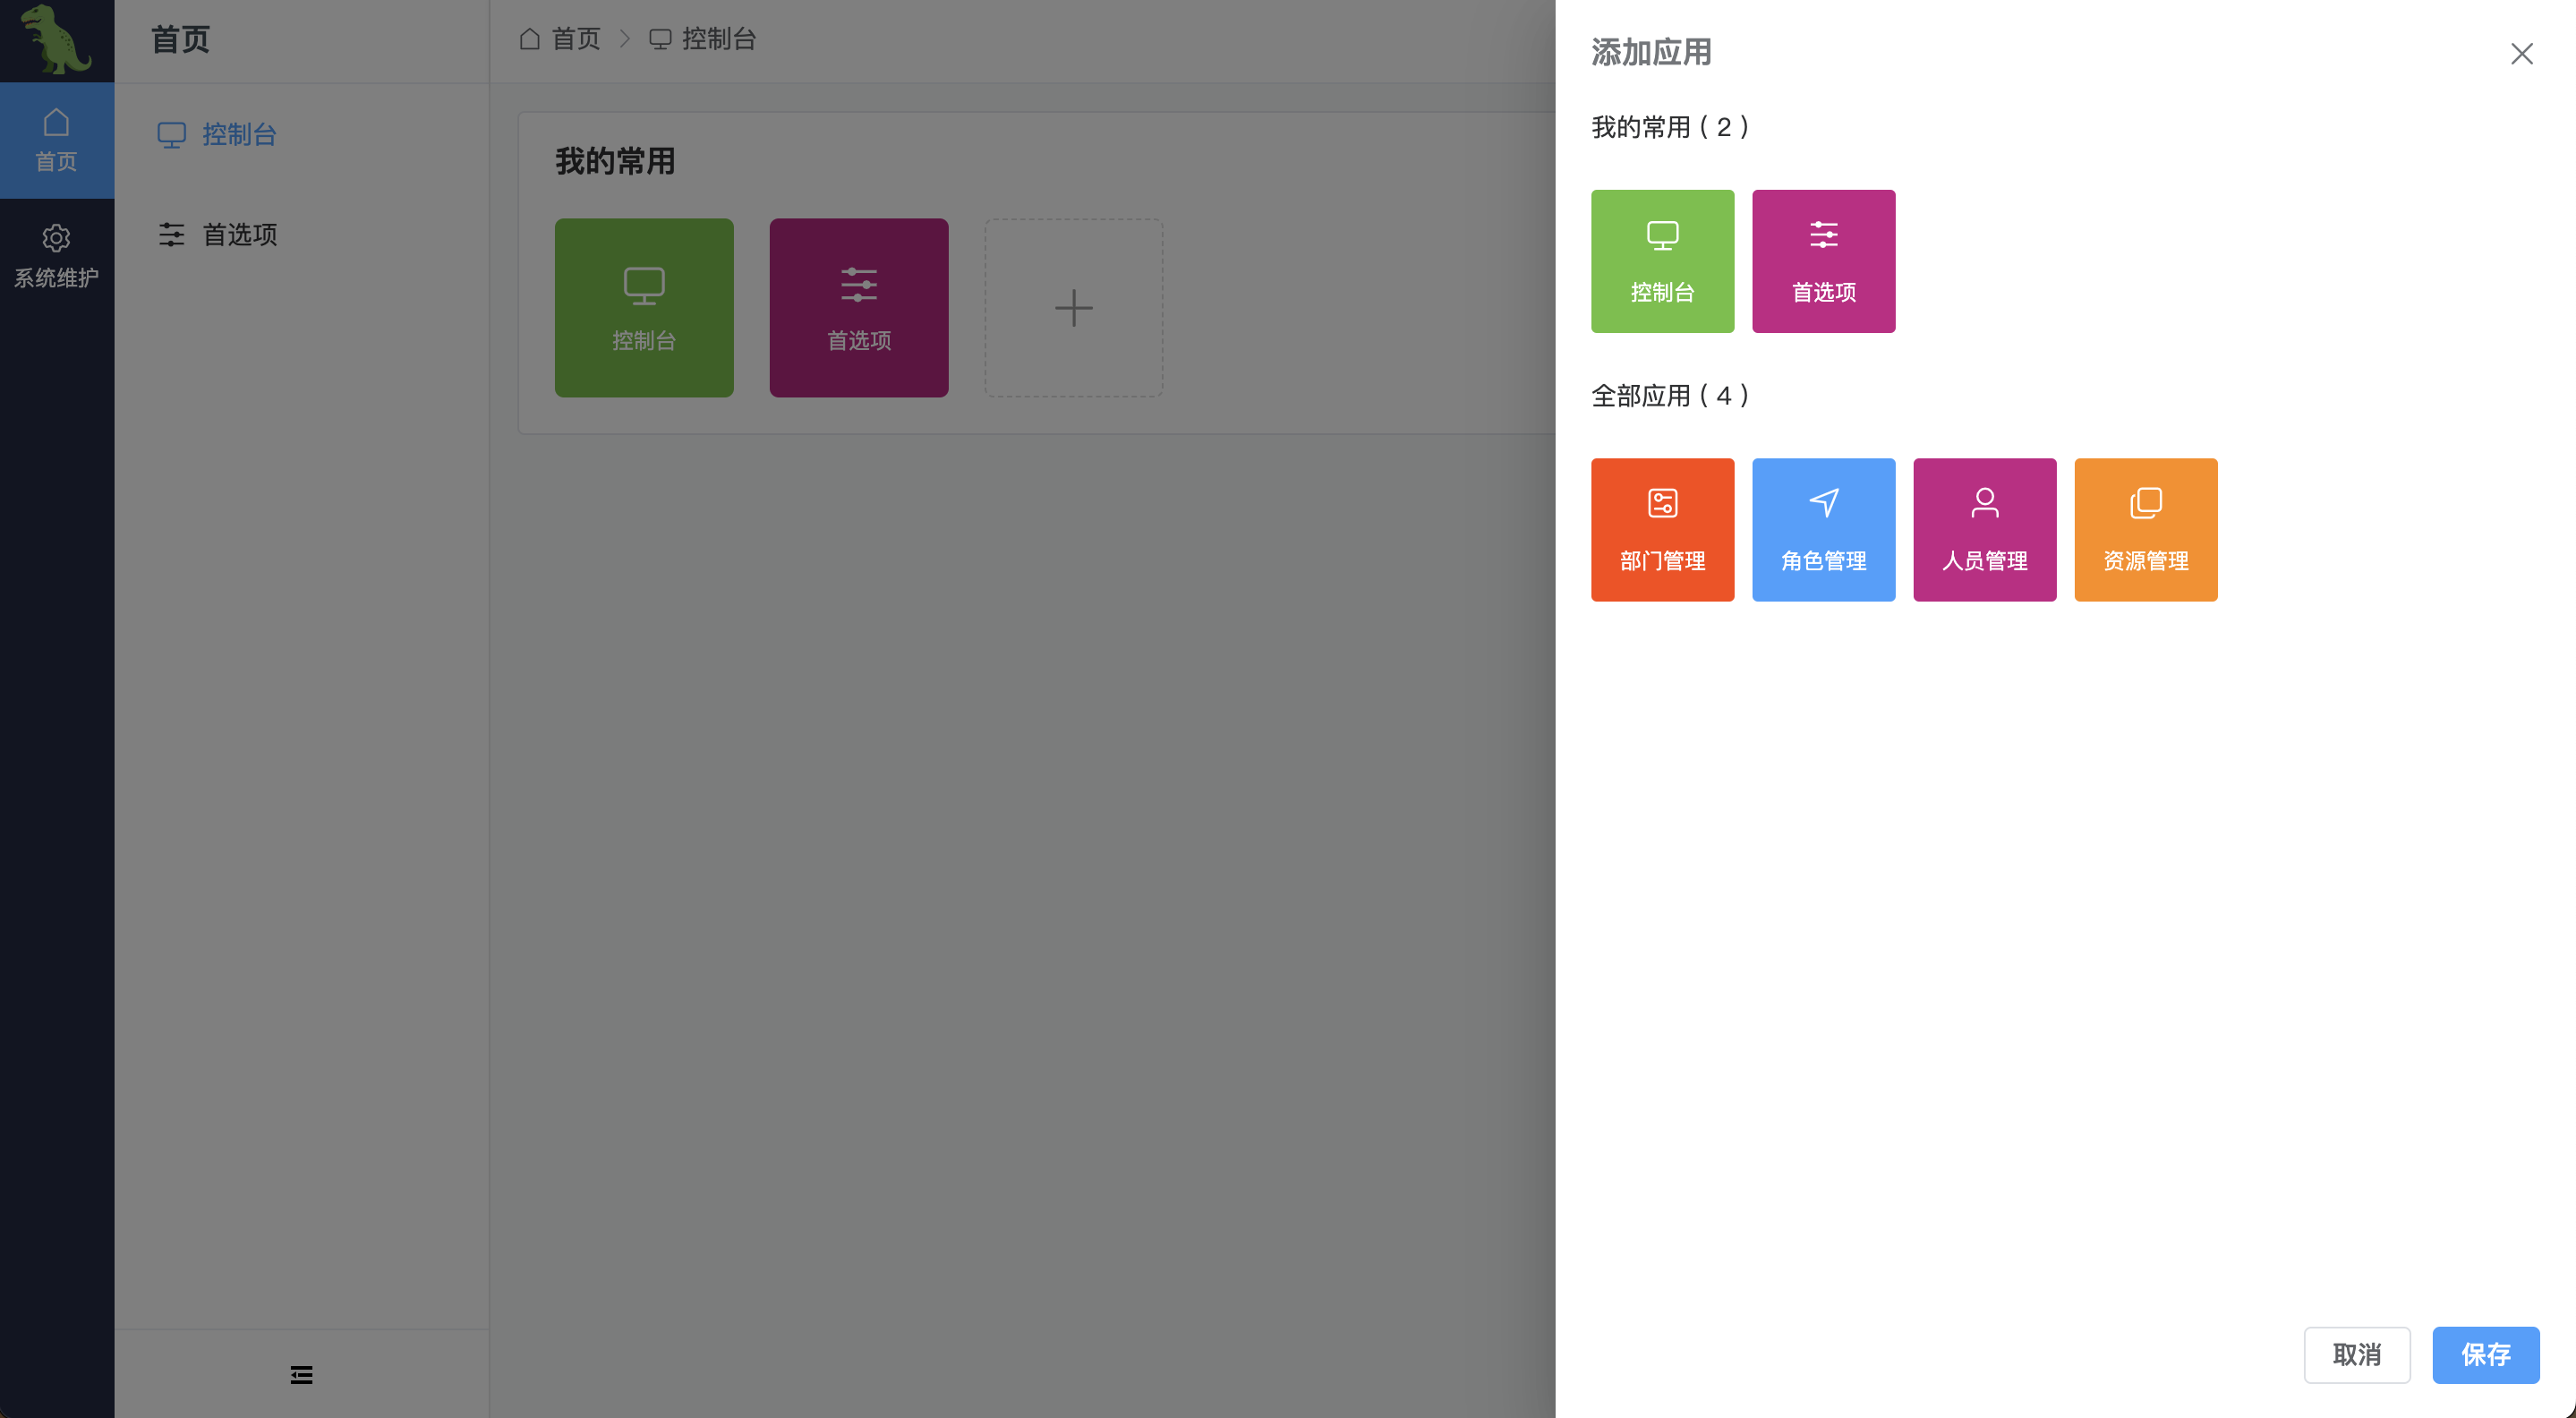 首页
系统维护
首页
控制台
首选项
首页 控制台
我的常用
控制台
首选项
添加应用
我的常用 ( 2 )
控制台
首选项
全部应用 ( 4 )
部门管理
角色管理
人员管理
资源管理
取消
保存